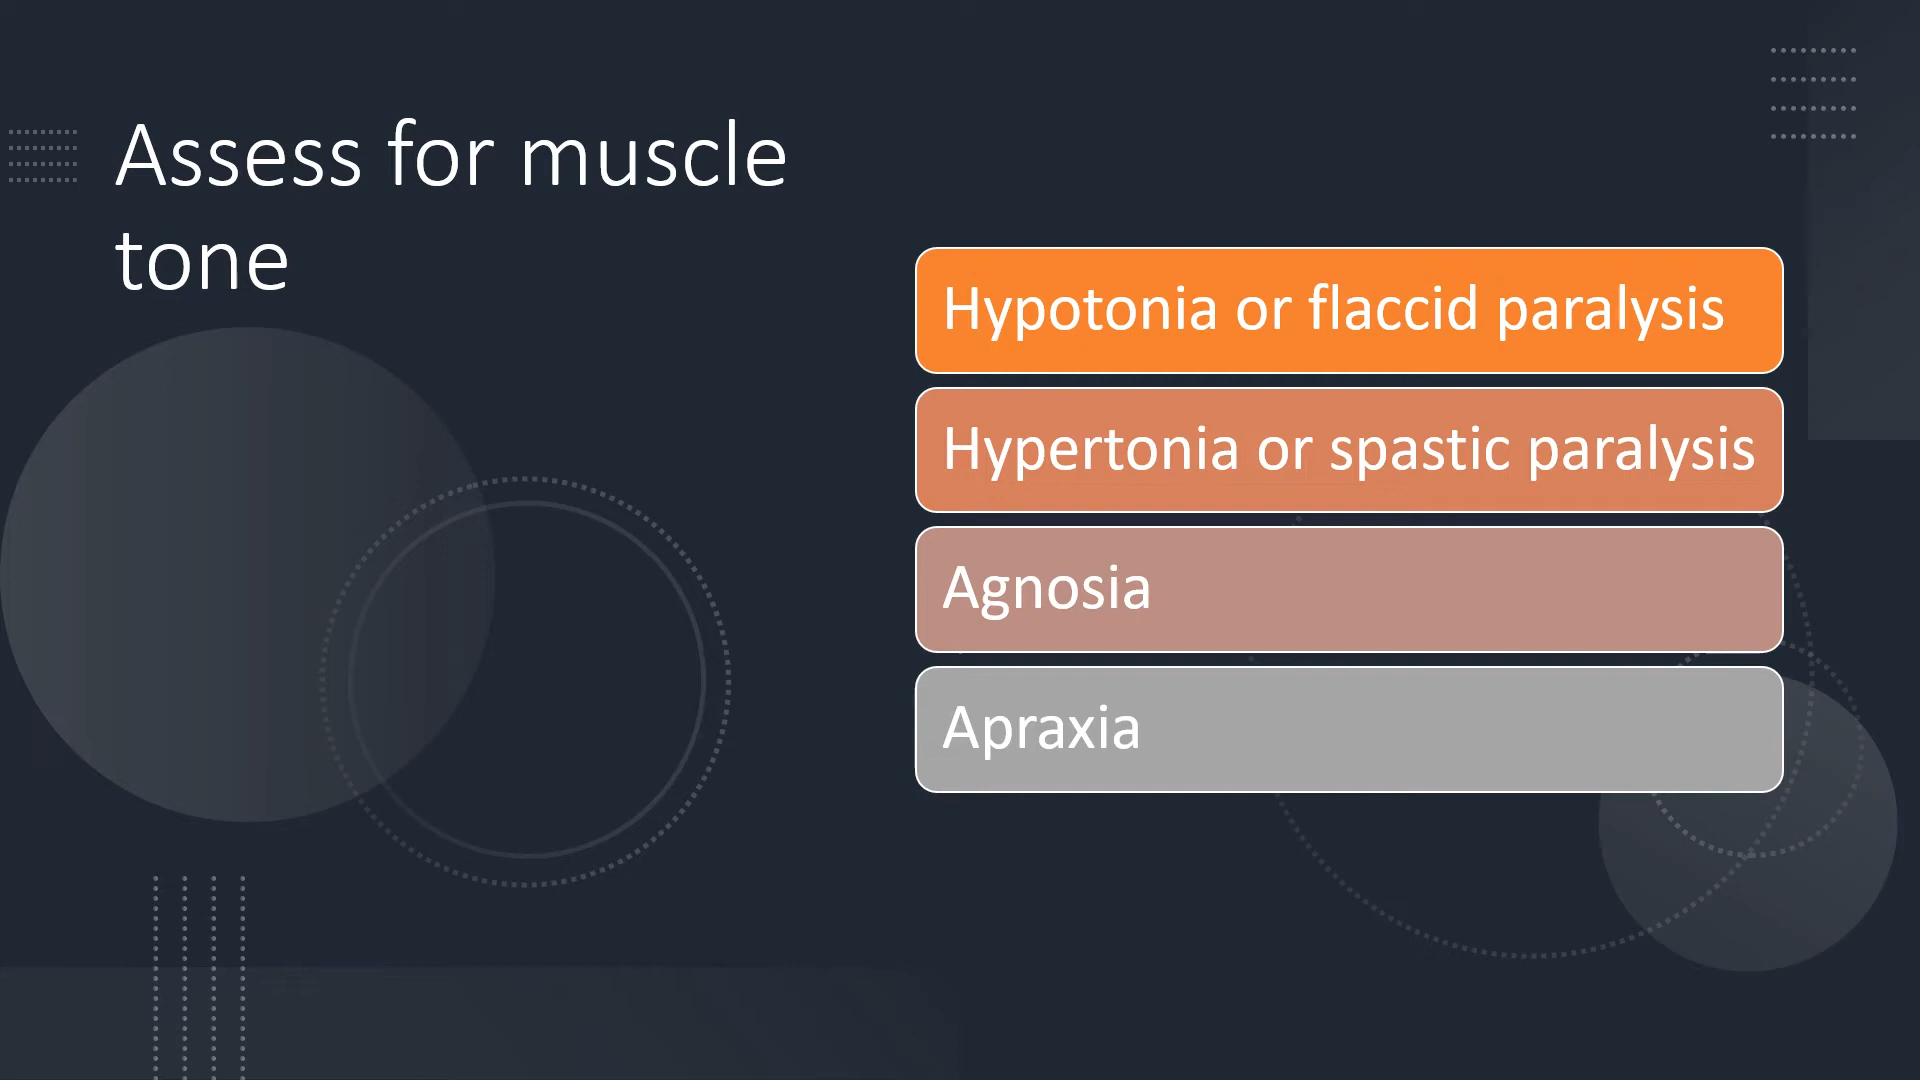 Assess for muscle
tone
Hypotonia or flaccid paralysis
Hypertonia or spastic paralysis
Agnosia
Apraxia